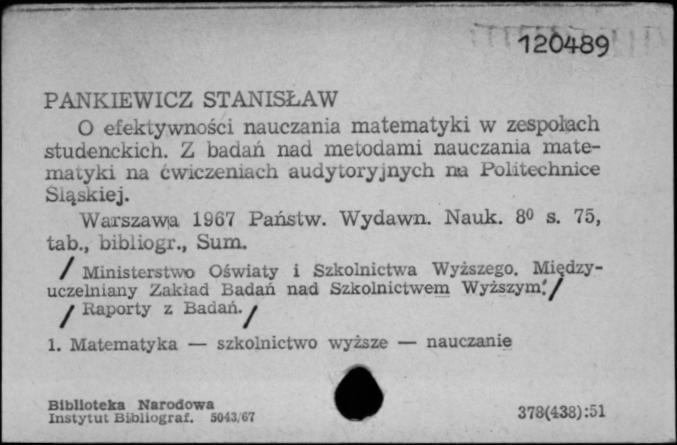 120489
PANKIEWICZ STANISŁAW
O efektywności nauczania matematyki w zespołach
studenckich. Z badań nad metodami nauczania mate-
matyki na ćwiczeniach audytoryjnych na Politechnice
Śląskiej.
Warszawa 1967 Państw. Wydawn. Nauk. 8⁰ s. 75,
tab., bibliogr., Sum.
/ Ministerstwo Oświaty i Szkolnictwa Wyższego. Między-
uczelniany Zakład Badań nad Szkolnictwem Wyższym. /
/ Raporty z Badań. /
1. Matematyka — szkolnictwo wyższe — nauczanie
Biblioteka Narodowa
Instytut Bibliograf. 5043/67
378(438):51